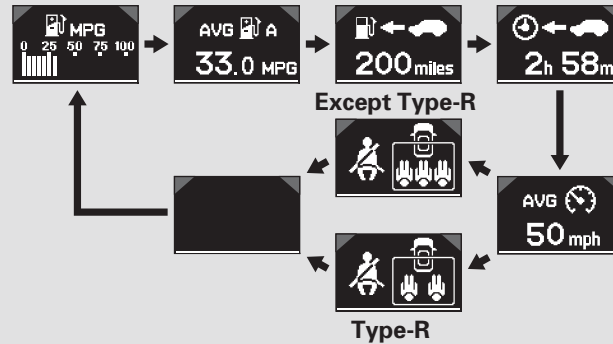 MPG
0 25 50 75 100
AVG A
33.0 MPG
200 miles
2h 58m
Except Type-R
AVG
50 mph
Type-R